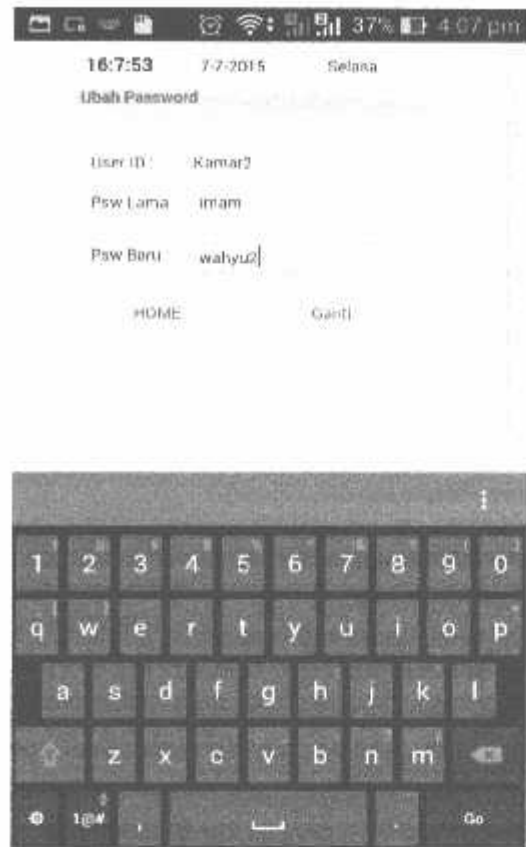 37% 4:07 pm
16:7:53 7-7-2015 Selasa
Ubah Password
User ID : Kamar2
Psw Lama imam
Psw Baru wahyu2
HOME Ganti
1 2 3 4 5 6 7 8 9 0
q w e r t y u i o p
a s d f g h j k l
z x c v b n m
1@# , . Go